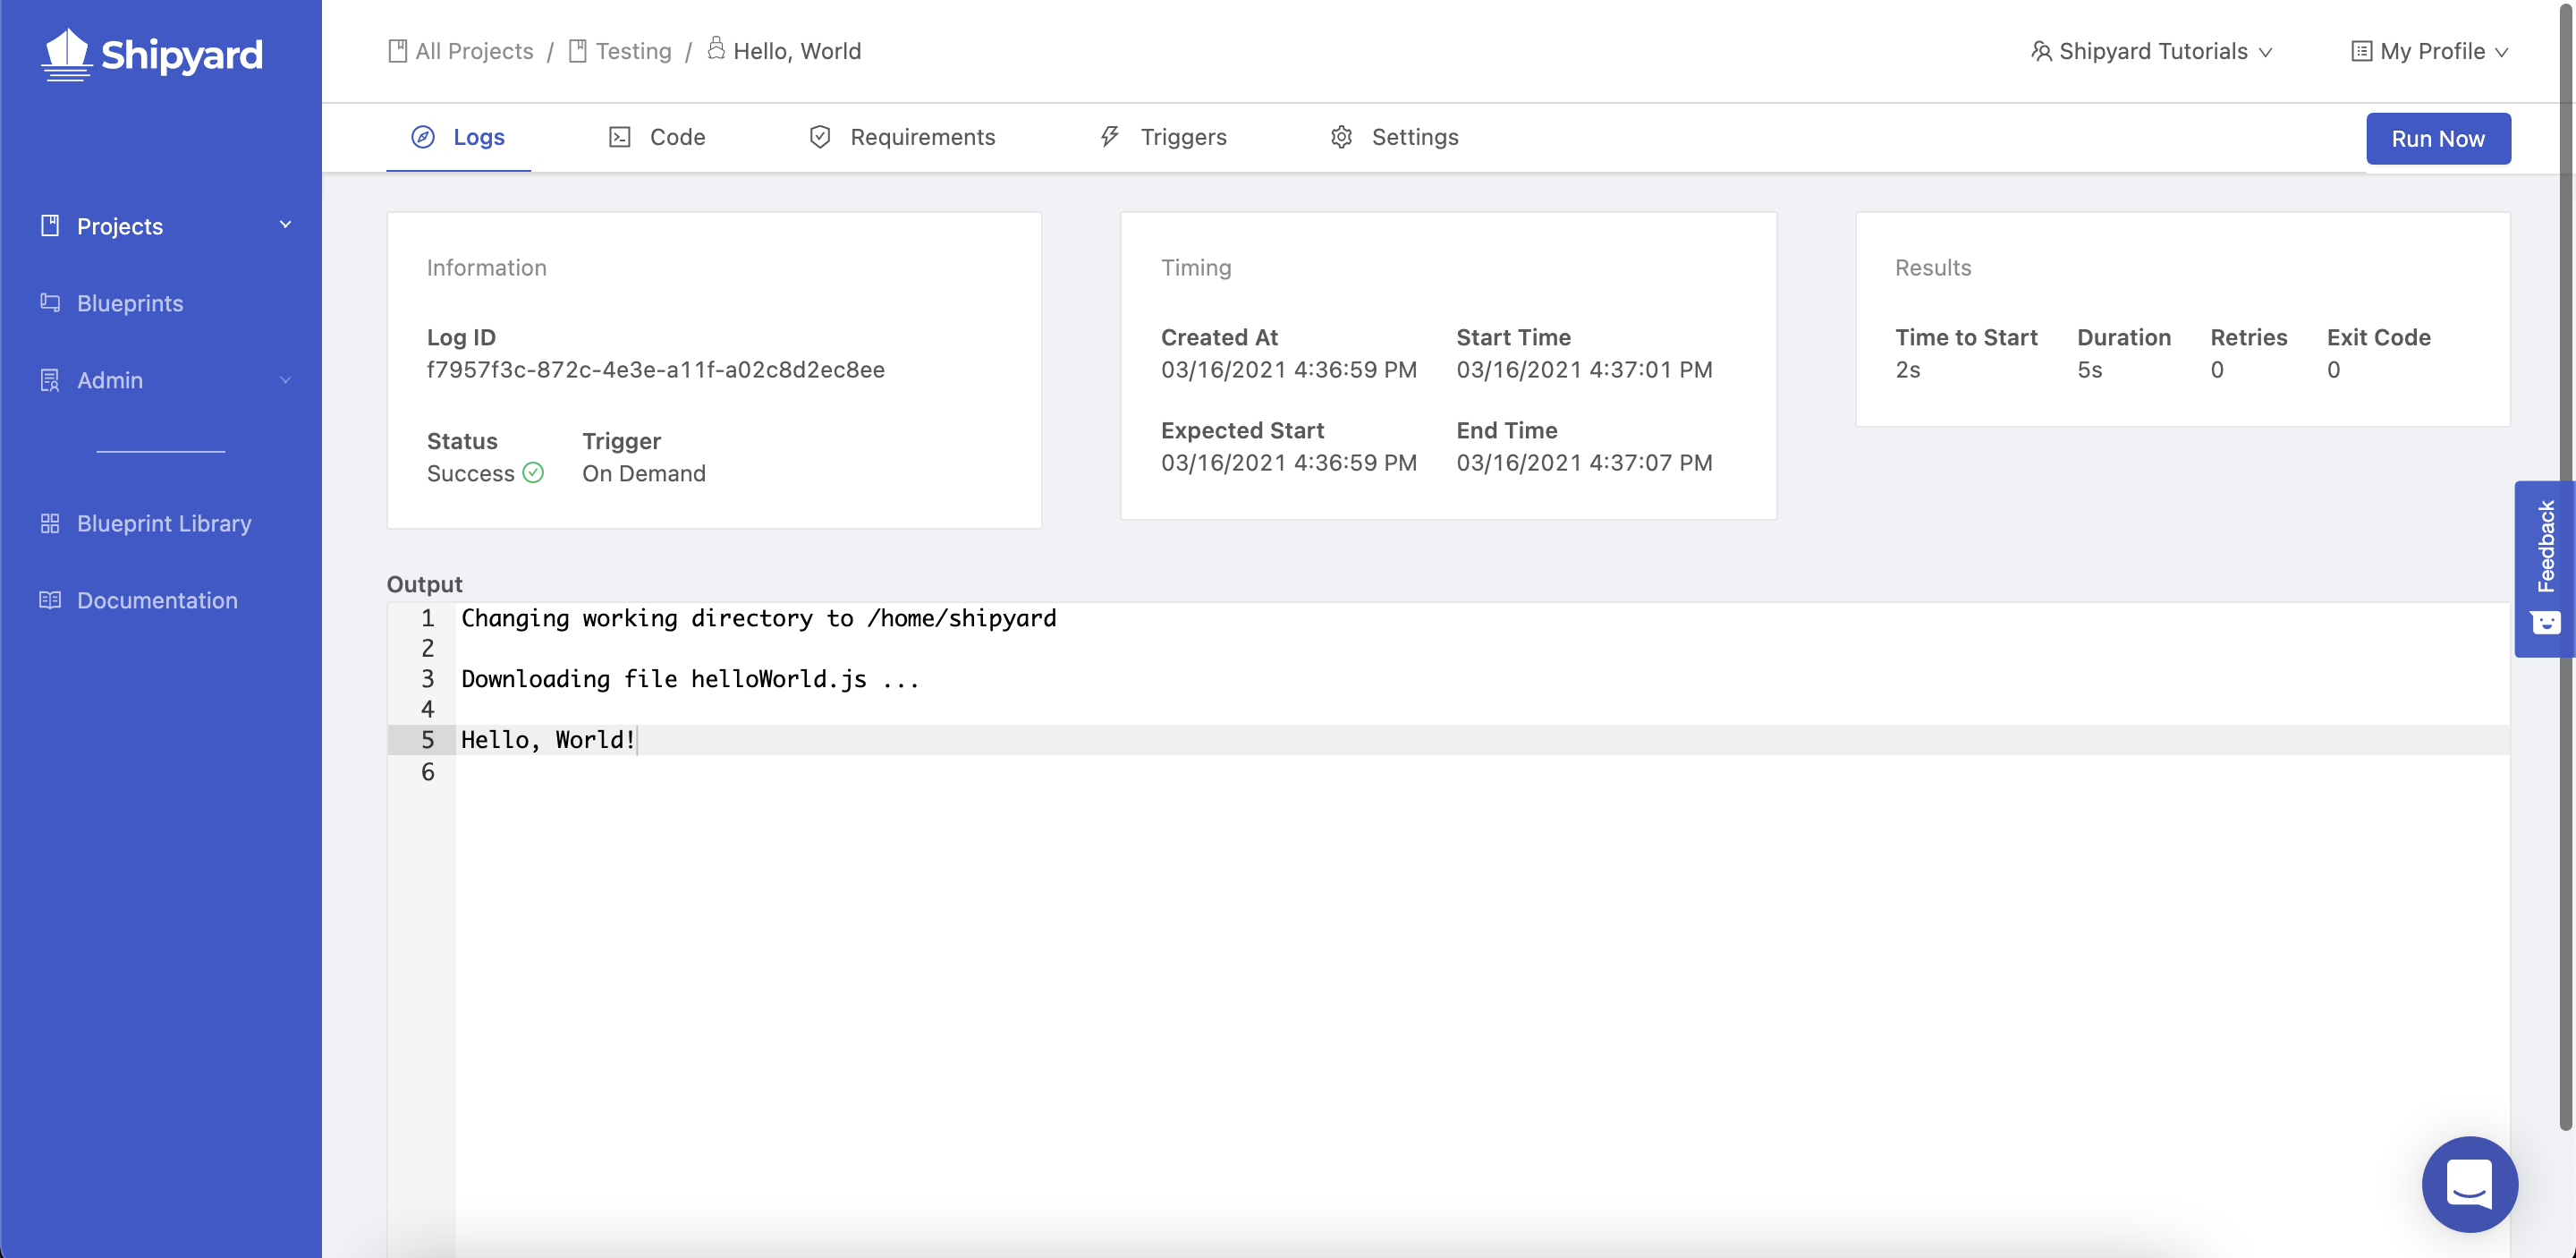 Shipyard
All Projects / Testing / Hello, World
Shipyard Tutorials
My Profile
Logs
Code
Requirements
Triggers
Settings
Run Now
Projects
Blueprints
Admin
Blueprint Library
Documentation
Information
Log ID
f7957f3c-872c-4e3e-a11f-a02c8d2ec8ee
Status Trigger
Success On Demand
Timing
Created At Start Time
03/16/2021 4:36:59 PM 03/16/2021 4:37:01 PM
Expected Start End Time
03/16/2021 4:36:59 PM 03/16/2021 4:37:07 PM
Results
Time to Start Duration Retries Exit Code
2s 5s 0 0
Feedback
Output
1 Changing working directory to /home/shipyard
2
3 Downloading file helloWorld.js ...
4
5 Hello, World!
6